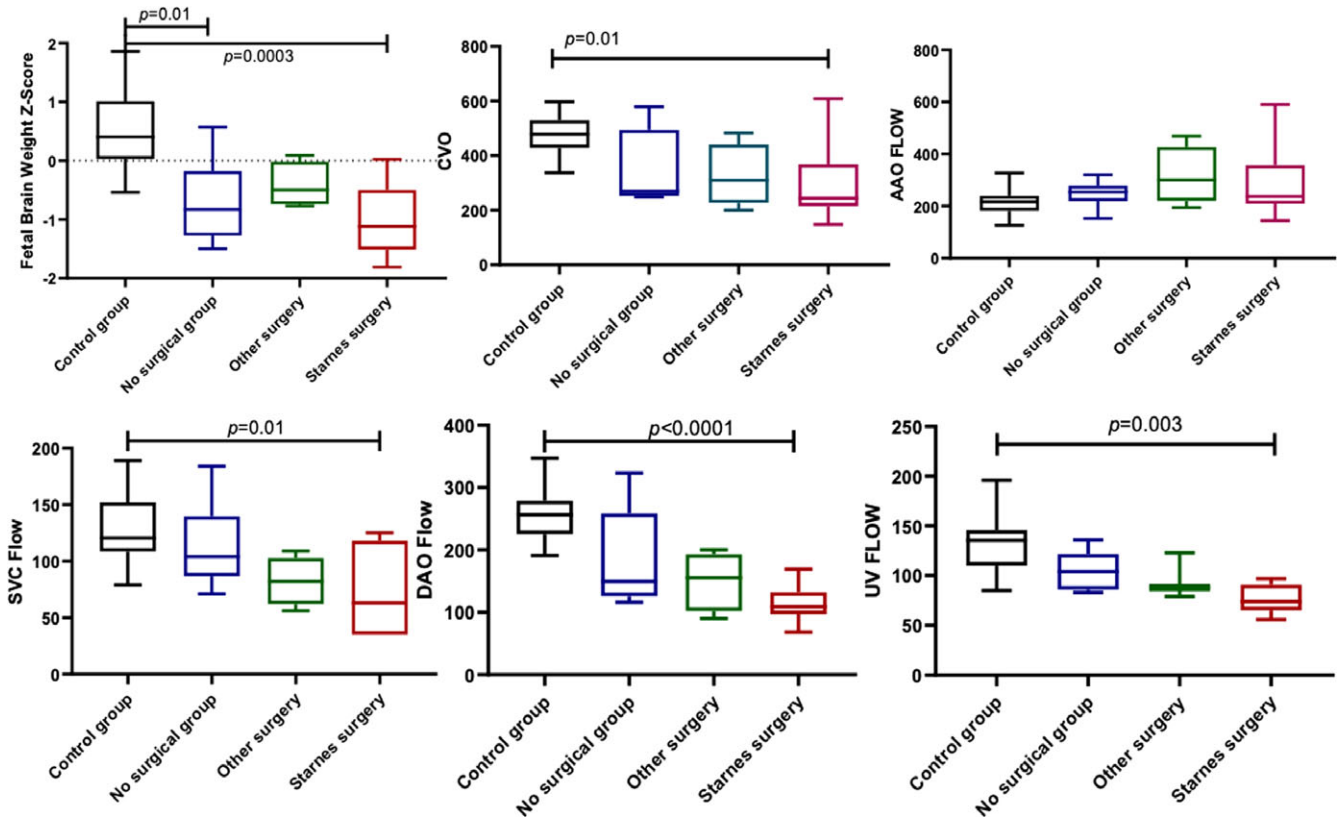 p=0.01
p=0.0003
Fetal Brain Weight Z-Score
2
1
0
-1
-2
Control group
No surgical group
Other surgery
Starnes surgery
p=0.01
CVO
800
600
400
200
0
Control group
No surgical group
Other surgery
Starnes surgery
AAO FLOW
800
600
400
200
0
Control group
No surgical group
Other surgery
Starnes surgery
p=0.01
SVC Flow
200
150
100
50
0
Control group
No surgical group
Other surgery
Starnes surgery
p<0.0001
DAO Flow
400
300
200
100
0
Control group
No surgical group
Other surgery
Starnes surgery
p=0.003
UV FLOW
250
200
150
100
50
0
Control group
No surgical group
Other surgery
Starnes surgery